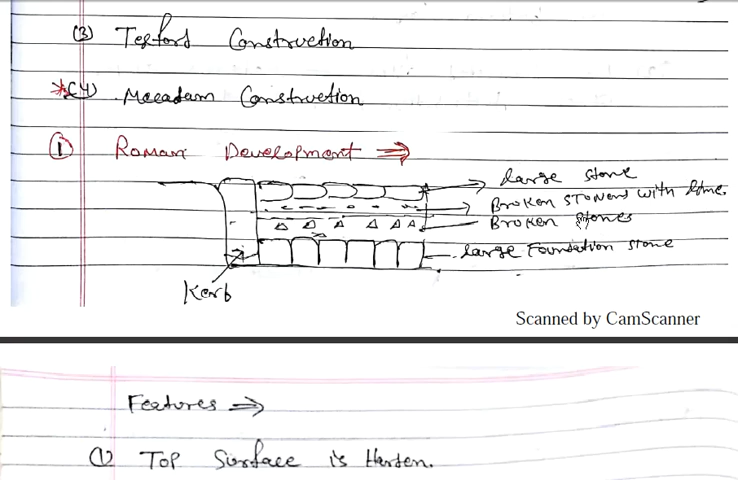 (3) Telford Construction
*(4) Macadam Construction
(1) Roman Development ⇒
large stone
Broken stones with lime.
Broken stones
large Foundation stone
Kerb
Scanned by CamScanner
Features ⇒
(1) Top Surface is Harden.